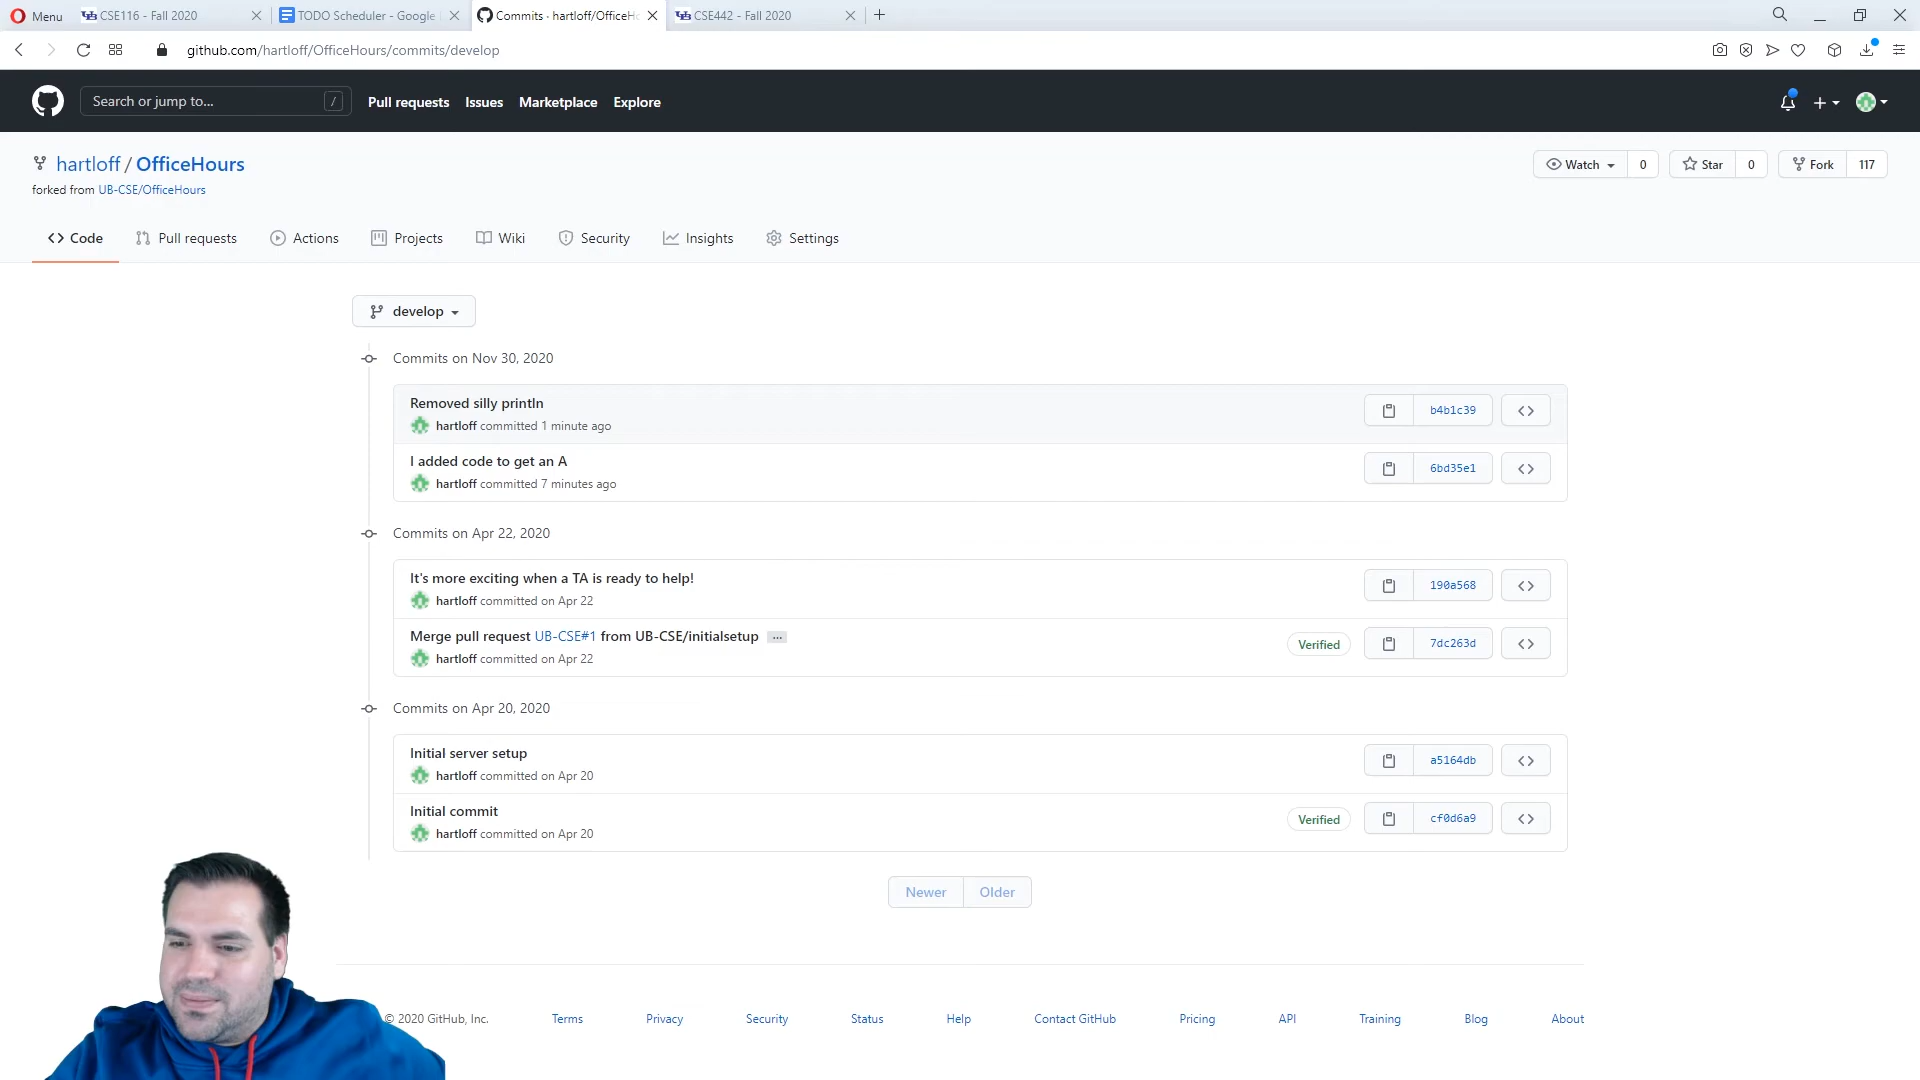 Menu
CSE116 - Fall 2020
TODO Scheduler - Google
Commits · hartloff/OfficeHo
CSE442 - Fall 2020
github.com/hartloff/OfficeHours/commits/develop
Search or jump to...
/
Pull requests
Issues
Marketplace
Explore
hartloff / OfficeHours
Watch
0
Star
0
Fork
117
forked from UB-CSE/OfficeHours
Code
Pull requests
Actions
Projects
Wiki
Security
Insights
Settings
develop
Commits on Nov 30, 2020
Removed silly println
hartloff committed 1 minute ago
b4b1c39
I added code to get an A
hartloff committed 7 minutes ago
6bd35e1
Commits on Apr 22, 2020
It's more exciting when a TA is ready to help!
hartloff committed on Apr 22
190a568
Merge pull request UB-CSE#1 from UB-CSE/initialsetup ...
hartloff committed on Apr 22
Verified
7dc263d
Commits on Apr 20, 2020
Initial server setup
hartloff committed on Apr 20
a5164db
Initial commit
hartloff committed on Apr 20
Verified
cf0d6a9
Newer
Older
© 2020 GitHub, Inc.
Terms
Privacy
Security
Status
Help
Contact GitHub
Pricing
API
Training
Blog
About